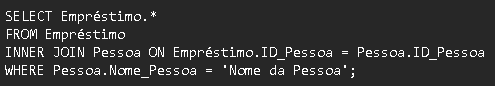 SELECT Empréstimo.*
FROM Empréstimo
INNER JOIN Pessoa ON Empréstimo.ID_Pessoa = Pessoa.ID_Pessoa
WHERE Pessoa.Nome_Pessoa = 'Nome da Pessoa';